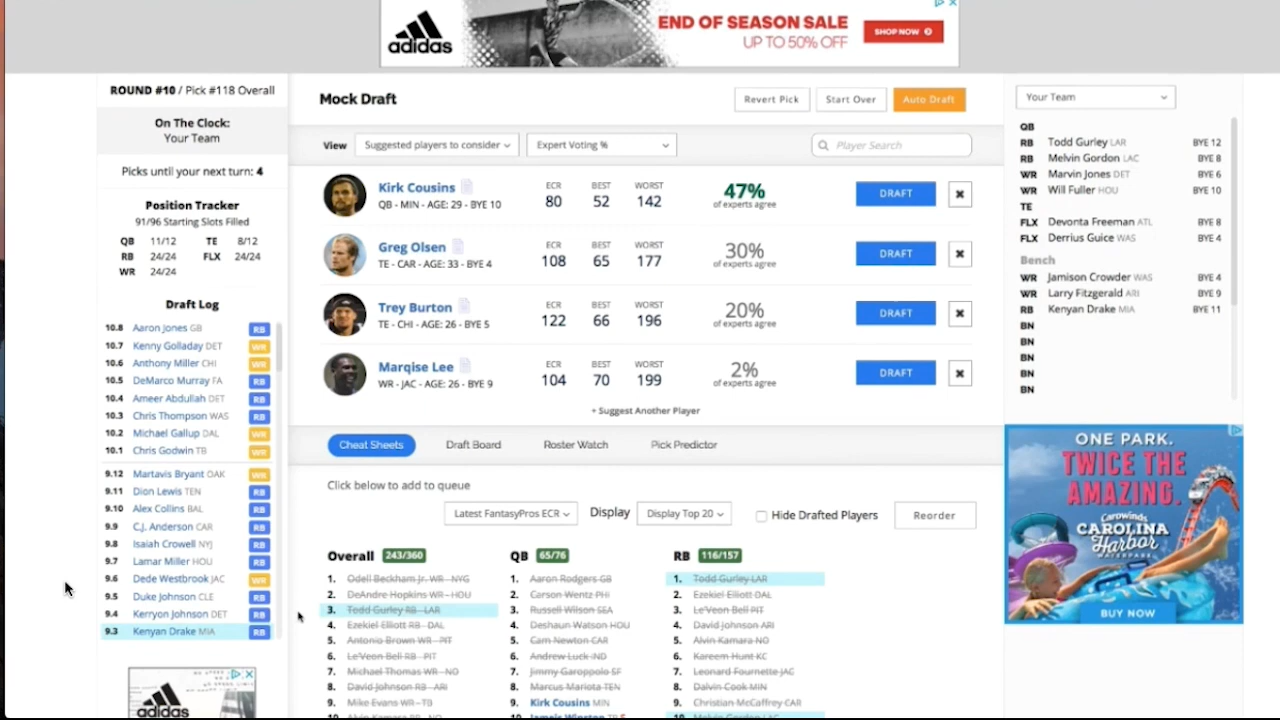 adidas
END OF SEASON SALE
UP TO 50% OFF
SHOP NOW
ROUND #10 / Pick #118 Overall
On The Clock:
Your Team
Picks until your next turn: 4
Position Tracker
91/96 Starting Slots Filled
QB 11/12 TE 8/12
RB 24/24 FLX 24/24
WR 24/24
Draft Log
10.8 Aaron Jones GB RB
10.7 Kenny Golladay DET WR
10.6 Anthony Miller CHI WR
10.5 DeMarco Murray FA RB
10.4 Ameer Abdullah DET RB
10.3 Chris Thompson WAS RB
10.2 Michael Gallup DAL WR
10.1 Chris Godwin TB WR
9.12 Martavis Bryant OAK WR
9.11 Dion Lewis TEN RB
9.10 Alex Collins BAL RB
9.9 C.J. Anderson CAR RB
9.8 Isaiah Crowell NYJ RB
9.7 Lamar Miller HOU RB
9.6 Dede Westbrook JAC WR
9.5 Duke Johnson CLE RB
9.4 Kerryon Johnson DET RB
9.3 Kenyan Drake MIA RB
adidas
Mock Draft
Revert Pick Start Over Auto Draft
View Suggested players to consider Expert Voting % Player Search
Kirk Cousins ECR BEST WORST 47% DRAFT
QB - MIN - AGE: 29 - BYE 10 80 52 142 of experts agree
Greg Olsen ECR BEST WORST 30% DRAFT
TE - CAR - AGE: 33 - BYE 4 108 65 177 of experts agree
Trey Burton ECR BEST WORST 20% DRAFT
TE - CHI - AGE: 26 - BYE 5 122 66 196 of experts agree
Marqise Lee ECR BEST WORST 2% DRAFT
WR - JAC - AGE: 26 - BYE 9 104 70 199 of experts agree
+ Suggest Another Player
Cheat Sheets Draft Board Roster Watch Pick Predictor
Click below to add to queue
Latest FantasyPros ECR Display Display Top 20 Hide Drafted Players Reorder
Overall 243/360 QB 65/76 RB 116/157
1. Odell Beckham Jr. WR - NYG 1. Aaron Rodgers GB 1. Todd Gurley LAR
2. DeAndre Hopkins WR - HOU 2. Carson Wentz PHI 2. Ezekiel Elliott DAL
3. Todd Gurley RB - LAR 3. Russell Wilson SEA 3. Le'Veon Bell PIT
4. Ezekiel Elliott RB - DAL 4. Deshaun Watson HOU 4. David Johnson ARI
5. Antonio Brown WR - PIT 5. Cam Newton CAR 5. Alvin Kamara NO
6. Le'Veon Bell RB - PIT 6. Andrew Luck IND 6. Kareem Hunt KC
7. Michael Thomas WR - NO 7. Jimmy Garoppolo SF 7. Leonard Fournette JAC
8. David Johnson RB - ARI 8. Marcus Mariota TEN 8. Dalvin Cook MIN
9. Mike Evans WR - TB 9. Kirk Cousins MIN 9. Christian McCaffrey CAR
10. Alvin Kamara RB - NO 10. Jameis Winston TB 10. Melvin Gordon LAC
Your Team
QB
RB Todd Gurley LAR BYE 12
RB Melvin Gordon LAC BYE 8
WR Marvin Jones DET BYE 6
WR Will Fuller HOU BYE 10
TE
FLX Devonta Freeman ATL BYE 8
FLX Derrius Guice WAS BYE 4
Bench
WR Jamison Crowder WAS BYE 4
WR Larry Fitzgerald ARI BYE 9
RB Kenyan Drake MIA BYE 11
BN
BN
BN
BN
BN
ONE PARK.
TWICE THE
AMAZING.
Carowinds
CAROLINA
Harbor
WATERPARK
BUY NOW